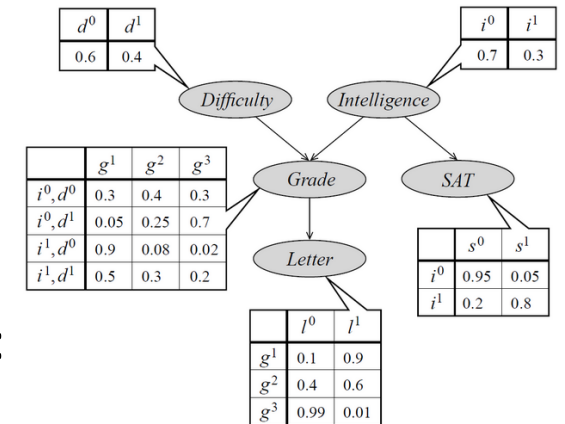 d⁰ d¹
0.6 0.4
i⁰ i¹
0.7 0.3
Difficulty
Intelligence
g¹ g² g³
i⁰,d⁰ 0.3 0.4 0.3
i⁰,d¹ 0.05 0.25 0.7
i¹,d⁰ 0.9 0.08 0.02
i¹,d¹ 0.5 0.3 0.2
Grade
SAT
s⁰ s¹
i⁰ 0.95 0.05
i¹ 0.2 0.8
Letter
l⁰ l¹
g¹ 0.1 0.9
g² 0.4 0.6
g³ 0.99 0.01